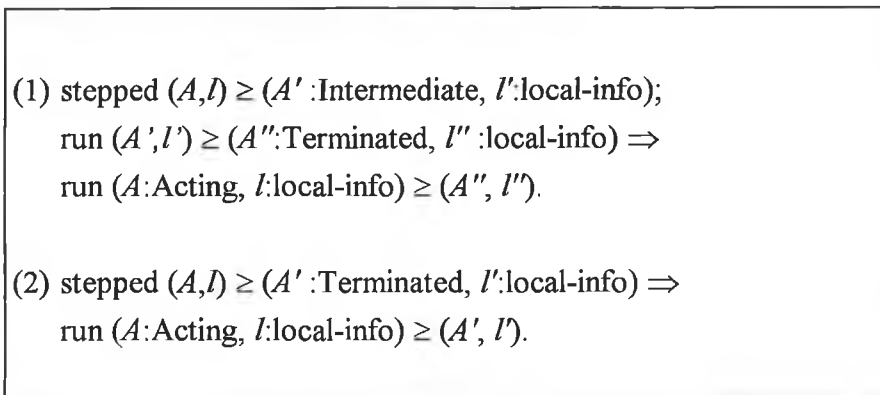 (1) stepped (A,l) ≥ (A' :Intermediate, l':local-info);
run (A',l') ≥ (A'':Terminated, l'' :local-info) ⇒
run (A:Acting, l:local-info) ≥ (A'', l'').
(2) stepped (A,l) ≥ (A' :Terminated, l':local-info) ⇒
run (A:Acting, l:local-info) ≥ (A', l').